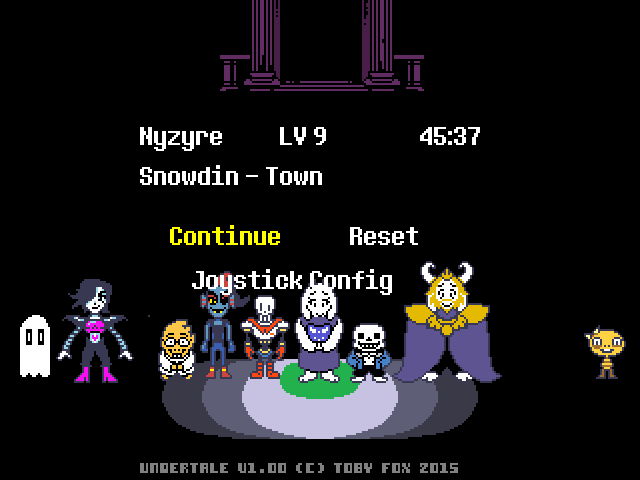 Nyzyre LV 9 45:37
Snowdin - Town
Continue Reset
Joystick Config
UNDERTALE V1.00 (C) TOBY FOX 2015